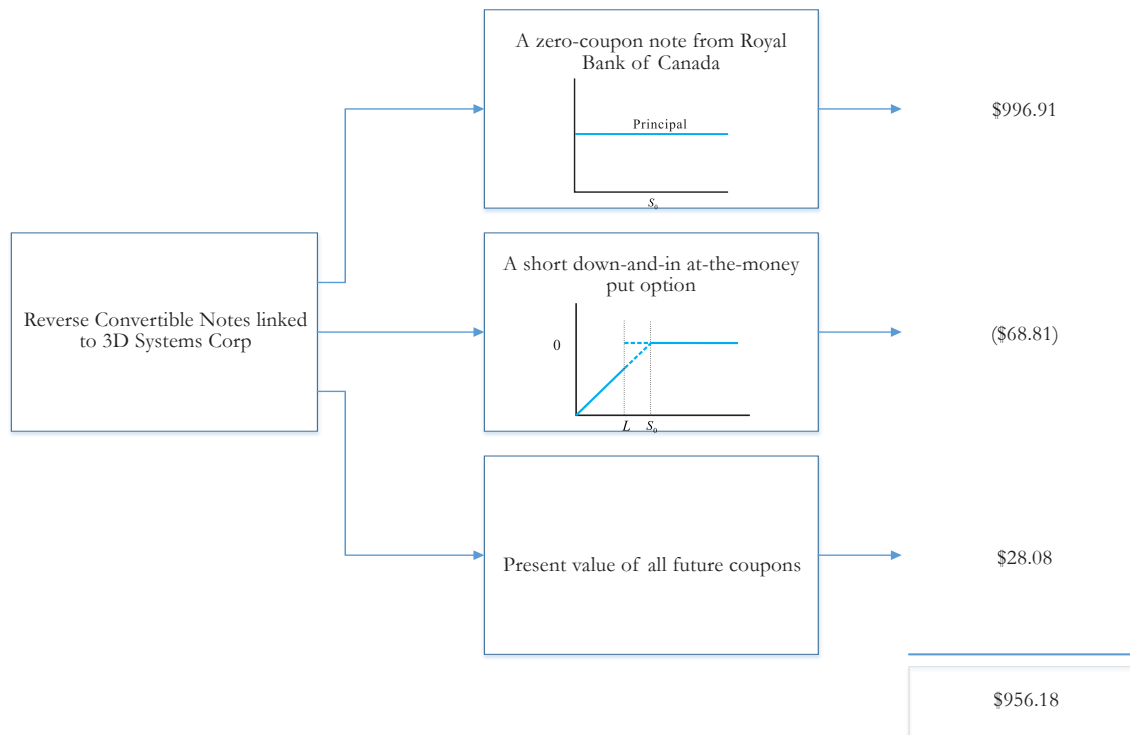 A zero-coupon note from Royal
Bank of Canada
Principal
S₀
$996.91
Reverse Convertible Notes linked
to 3D Systems Corp
A short down-and-in at-the-money
put option
0
L S₀
($68.81)
Present value of all future coupons
$28.08
$956.18